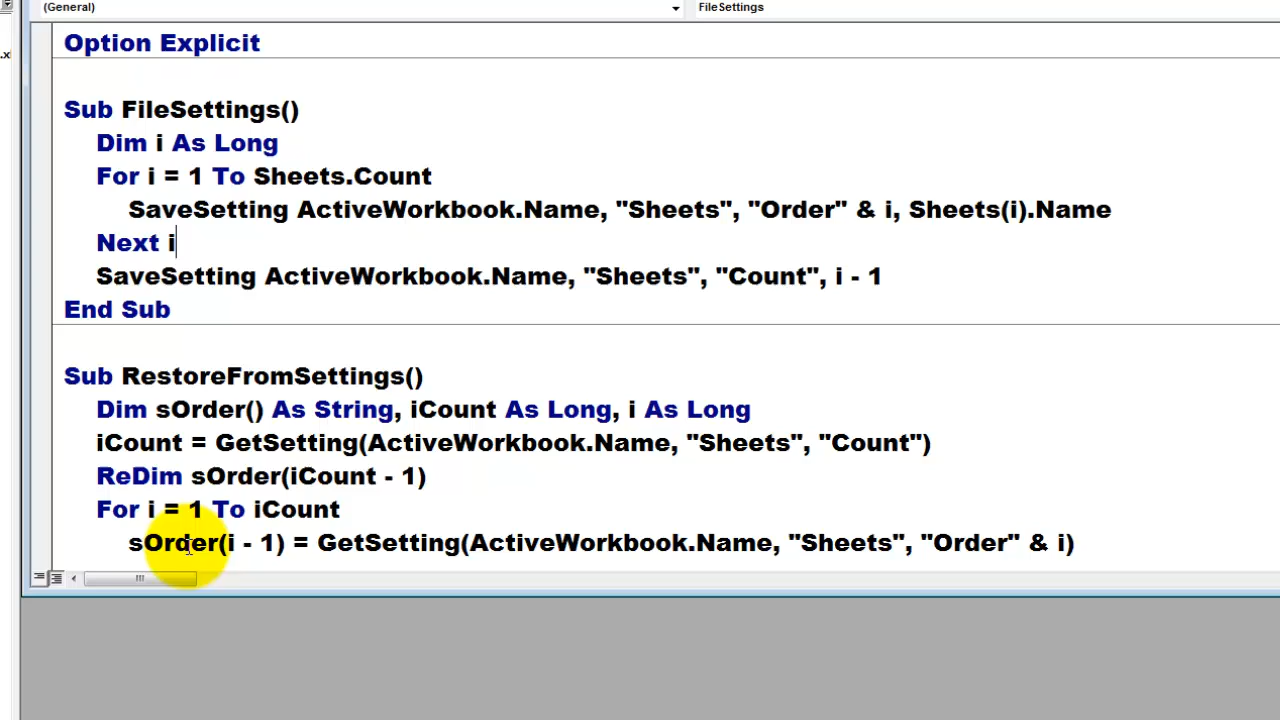 (General) FileSettings
Option Explicit
.x
Sub FileSettings()
Dim i As Long
For i = 1 To Sheets.Count
SaveSetting ActiveWorkbook.Name, "Sheets", "Order" & i, Sheets(i).Name
Next i
SaveSetting ActiveWorkbook.Name, "Sheets", "Count", i - 1
End Sub
Sub RestoreFromSettings()
Dim sOrder() As String, iCount As Long, i As Long
iCount = GetSetting(ActiveWorkbook.Name, "Sheets", "Count")
ReDim sOrder(iCount - 1)
For i = 1 To iCount
sOrder(i - 1) = GetSetting(ActiveWorkbook.Name, "Sheets", "Order" & i)